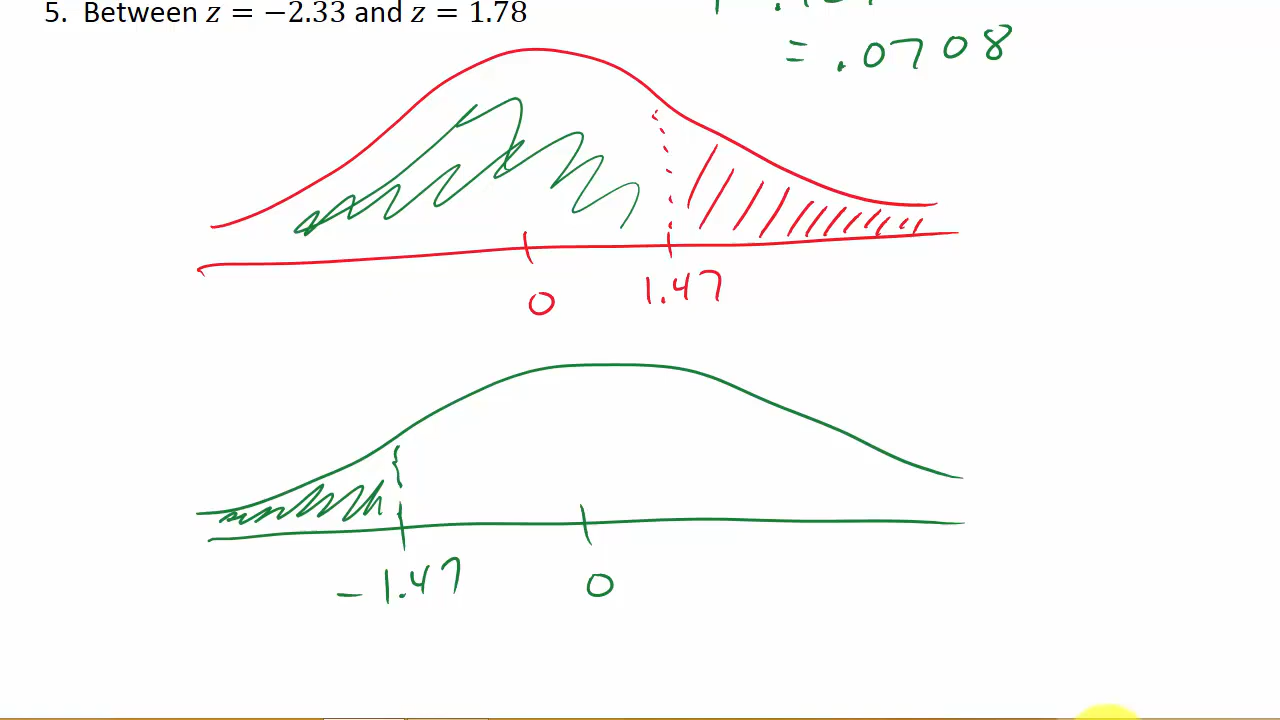 5. Between z = −2.33 and z = 1.78
= .0708
0 1.47
-1.47 0